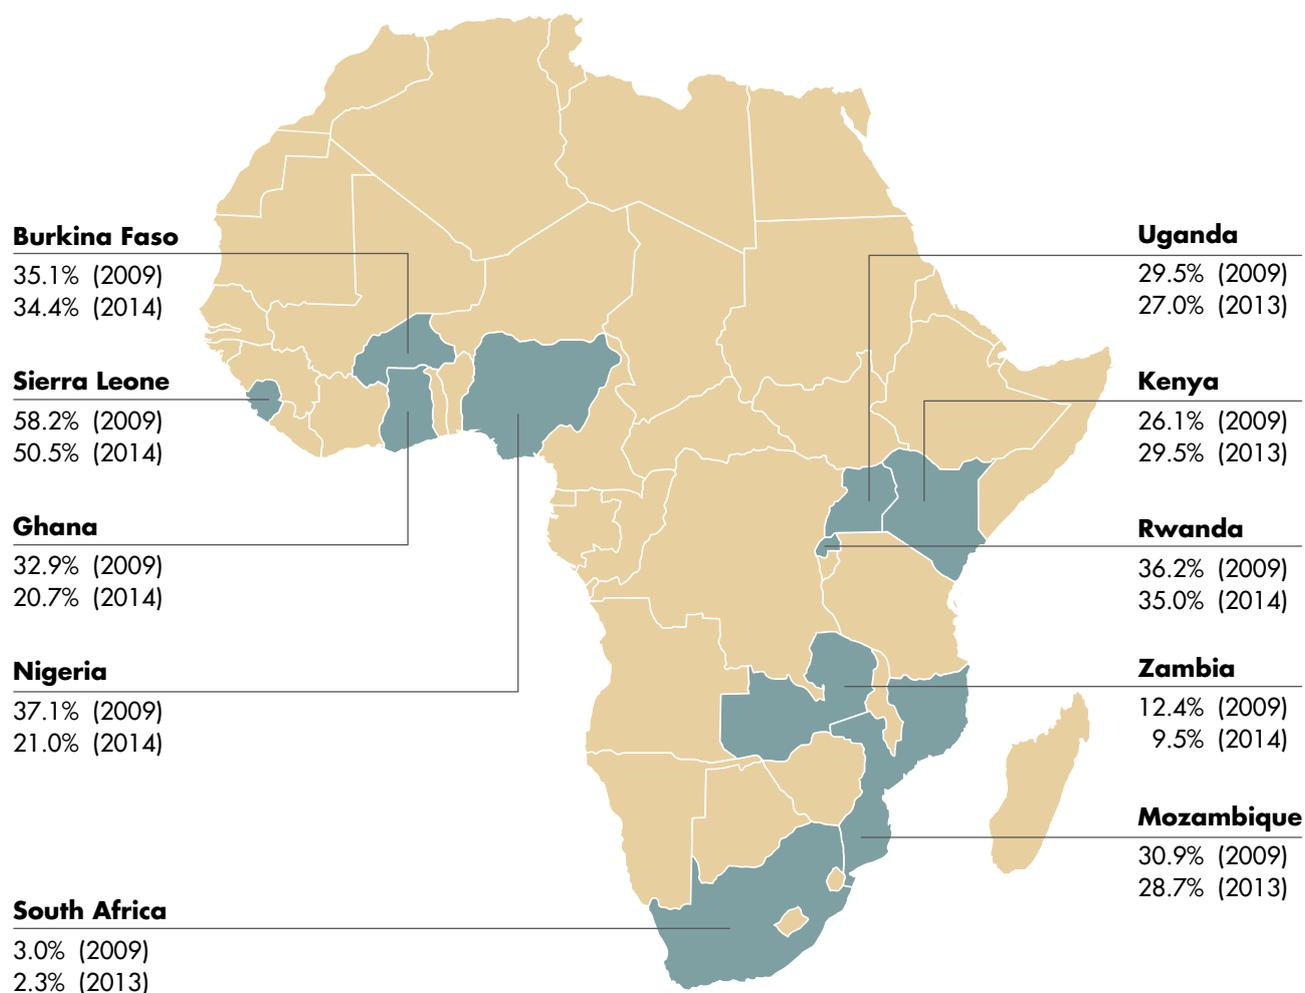 Burkina Faso
35.1% (2009)
34.4% (2014)
Sierra Leone
58.2% (2009)
50.5% (2014)
Ghana
32.9% (2009)
20.7% (2014)
Nigeria
37.1% (2009)
21.0% (2014)
South Africa
3.0% (2009)
2.3% (2013)
Uganda
29.5% (2009)
27.0% (2013)
Kenya
26.1% (2009)
29.5% (2013)
Rwanda
36.2% (2009)
35.0% (2014)
Zambia
12.4% (2009)
9.5% (2014)
Mozambique
30.9% (2009)
28.7% (2013)